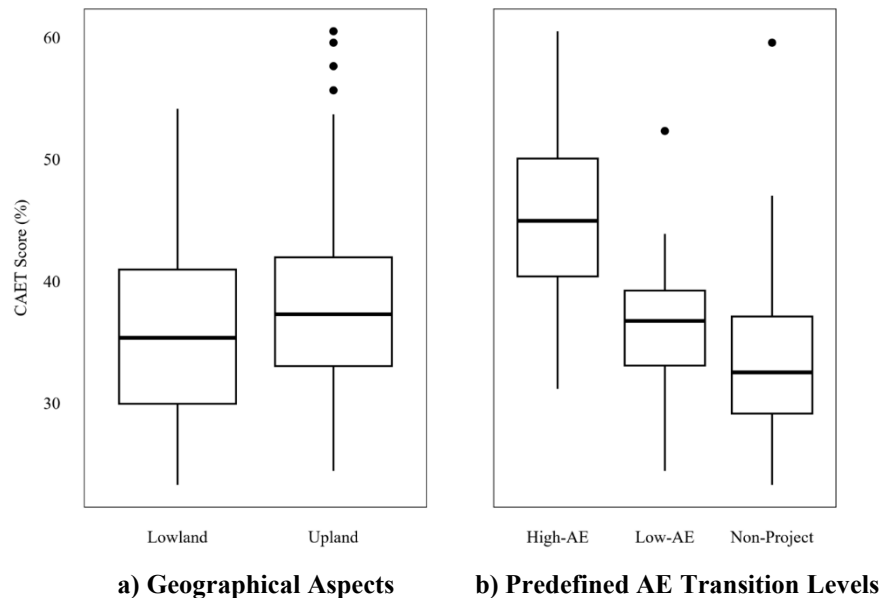 60
50
40
30
CAET Score (%)
Lowland
Upland
High-AE
Low-AE
Non-Project
a) Geographical Aspects
b) Predefined AE Transition Levels